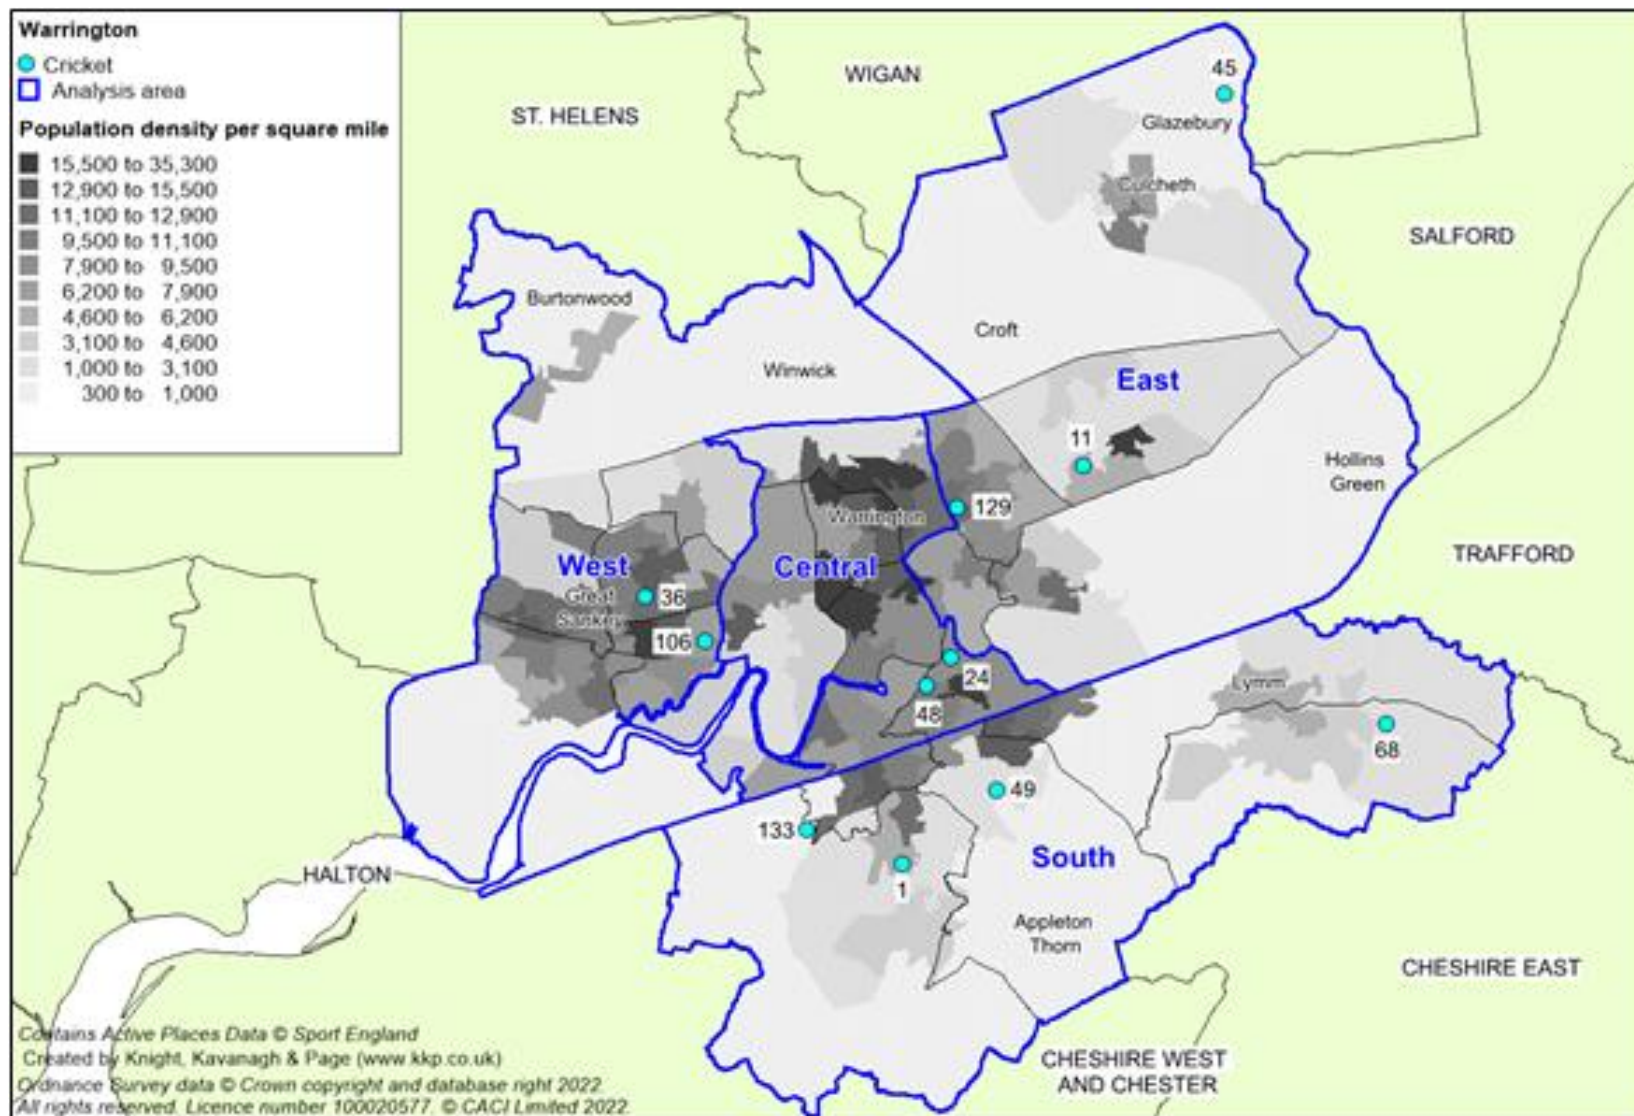 Warrington
Cricket
Analysis area
Population density per square mile
15,500 to 35,300
12,900 to 15,500
11,100 to 12,900
9,500 to 11,100
7,900 to 9,500
6,200 to 7,900
4,600 to 6,200
3,100 to 4,600
1,000 to 3,100
300 to 1,000
WIGAN
ST. HELENS
45
Glazebury
Culcheth
SALFORD
Burtonwood
Croft
Winwick
East
11
Hollins
Green
129
Warrington
TRAFFORD
West
Central
Great
Sankey
36
106
24
48
Lymm
68
49
133
South
HALTON
1
Appleton
Thorn
CHESHIRE EAST
CHESHIRE WEST
AND CHESTER
Contains Active Places Data © Sport England
Created by Knight, Kavanagh & Page (www.kkp.co.uk)
Ordnance Survey data © Crown copyright and database right 2022.
All rights reserved. Licence number 100020577. © CACI Limited 2022.